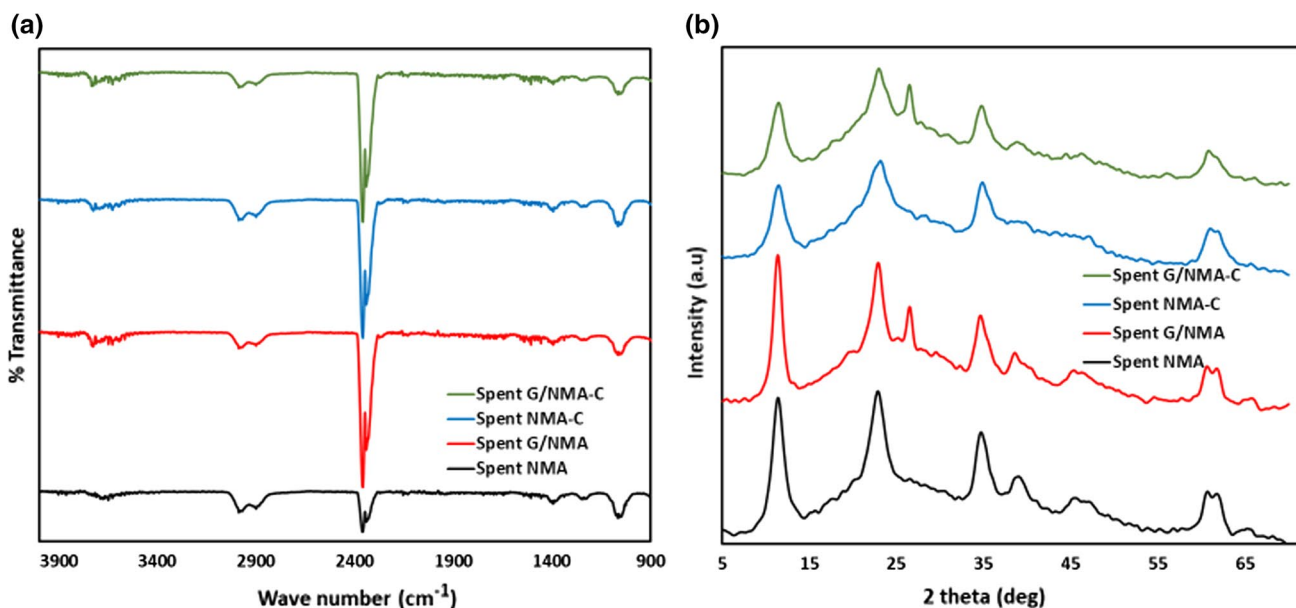 (a)
% Transmittance
Spent G/NMA-C
Spent NMA-C
Spent G/NMA
Spent NMA
3900 3400 2900 2400 1900 1400 900
Wave number (cm⁻¹)
(b)
Intensity (a.u)
Spent G/NMA-C
Spent NMA-C
Spent G/NMA
Spent NMA
5 15 25 35 45 55 65
2 theta (deg)